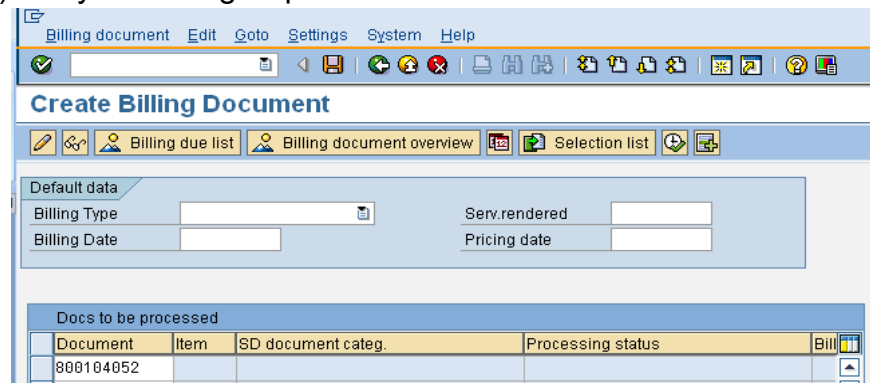 Billing document Edit Goto Settings System Help
Create Billing Document
Billing due list Billing document overview Selection list
Default data
Billing Type Serv.rendered
Billing Date Pricing date
Docs to be processed
Document Item SD document categ. Processing status Bill
800104052